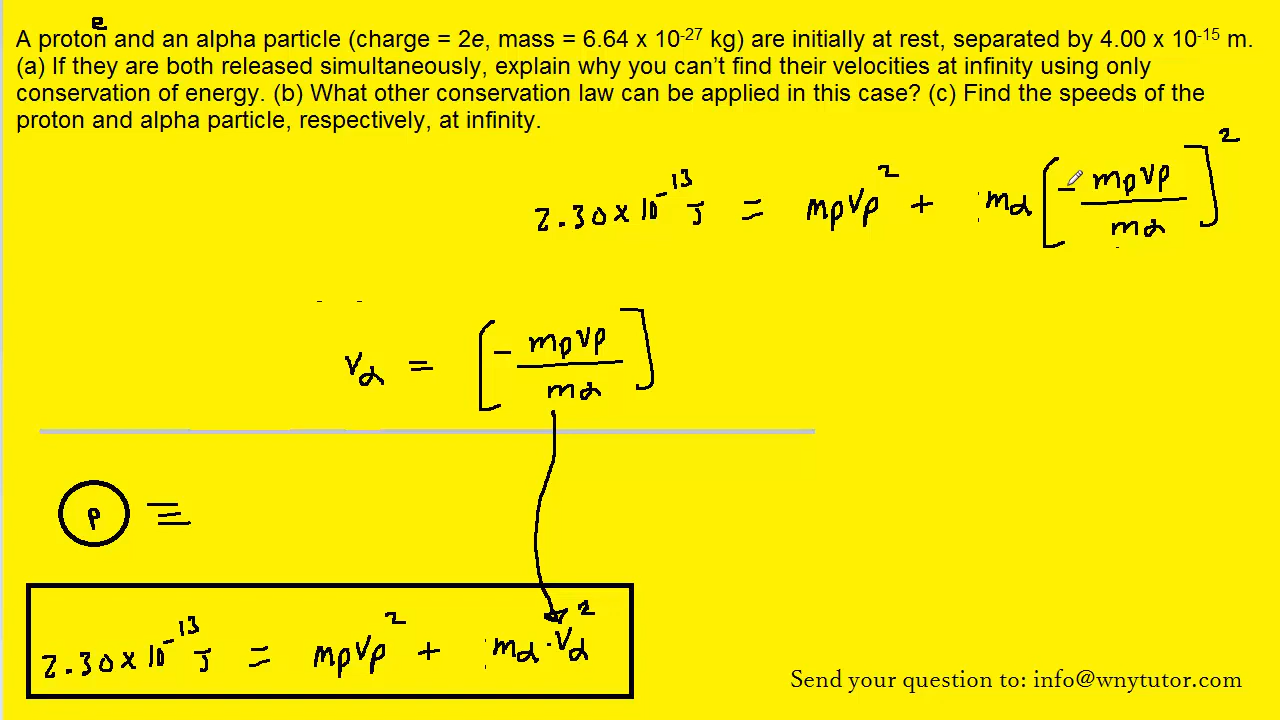 e
A proton and an alpha particle (charge = 2e, mass = 6.64 x 10⁻²⁷ kg) are initially at rest, separated by 4.00 x 10⁻¹⁵ m.
(a) If they are both released simultaneously, explain why you can't find their velocities at infinity using only
conservation of energy. (b) What other conservation law can be applied in this case? (c) Find the speeds of the
proton and alpha particle, respectively, at infinity.
2.30 x 10⁻¹³ J = mpvp² + mα [- mpvp / mα]²
vα = [- mpvp / mα]
p
2.30 x 10⁻¹³ J = mpvp² + mα · vα²
Send your question to: info@wnytutor.com